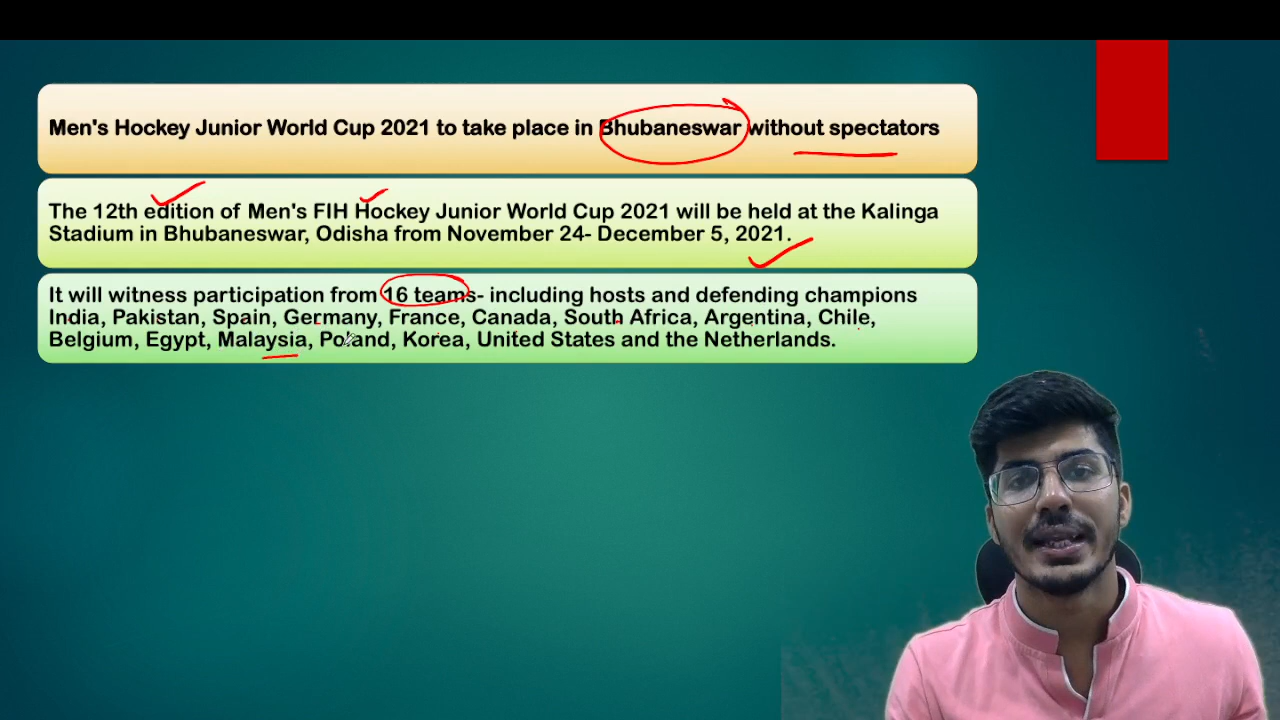 Men's Hockey Junior World Cup 2021 to take place in Bhubaneswar without spectators
The 12th edition of Men's FIH Hockey Junior World Cup 2021 will be held at the Kalinga
Stadium in Bhubaneswar, Odisha from November 24- December 5, 2021.
It will witness participation from 16 teams- including hosts and defending champions
India, Pakistan, Spain, Germany, France, Canada, South Africa, Argentina, Chile,
Belgium, Egypt, Malaysia, Poland, Korea, United States and the Netherlands.